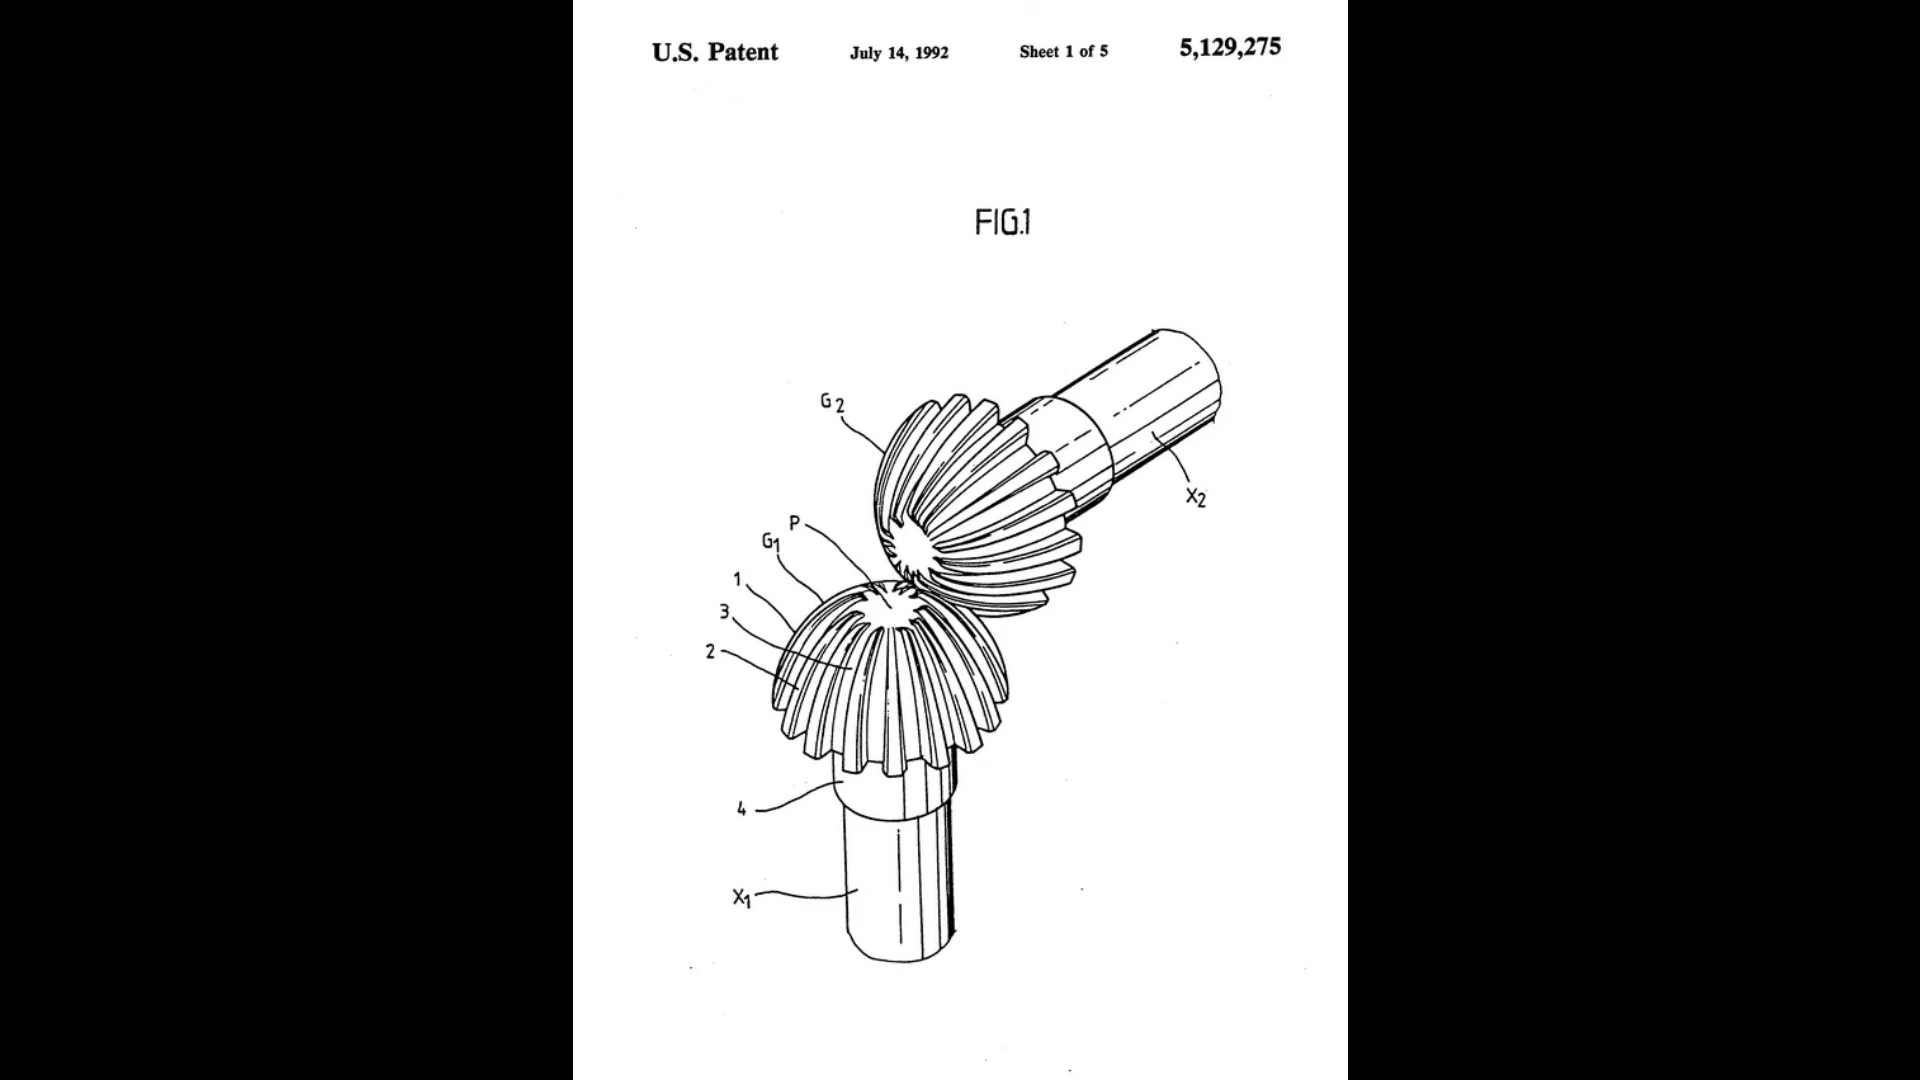 U.S. Patent July 14, 1992 Sheet 1 of 5 5,129,275
FIG.1
G2
X2
P
G1
1
3
2
4
X1